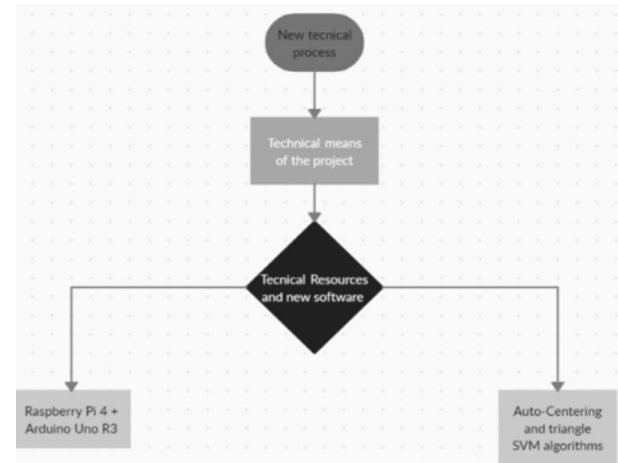 New tecnical
process
Technical means
of the project
Tecnical Resources
and new software
Raspberry Pi 4 +
Arduino Uno R3
Auto-Centering
and triangle
SVM algorithms